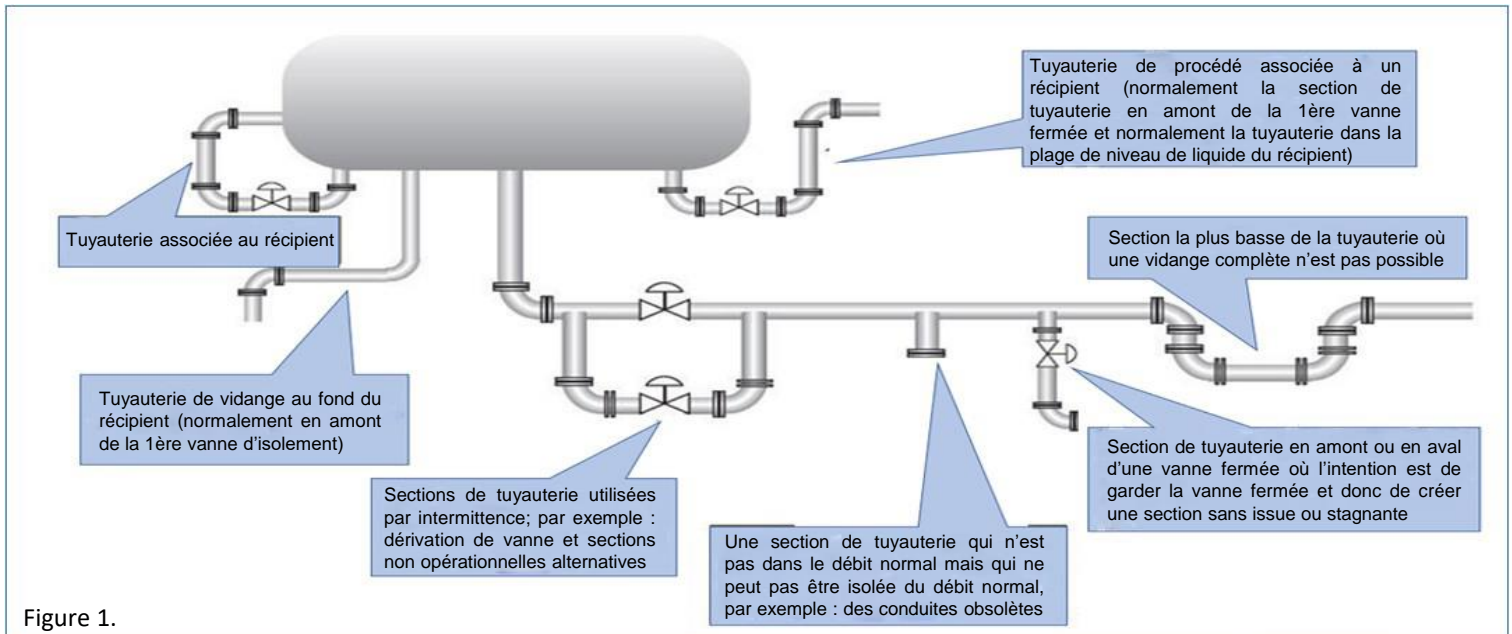 Tuyauterie de procédé associée à un
récipient (normalement la section de
tuyauterie en amont de la 1ère vanne
fermée et normalement la tuyauterie dans la
plage de niveau de liquide du récipient)
Tuyauterie associée au récipient
Section la plus basse de la tuyauterie où
une vidange complète n'est pas possible
Tuyauterie de vidange au fond du
récipient (normalement en amont
de la 1ère vanne d'isolement)
Section de tuyauterie en amont ou en aval
d'une vanne fermée où l'intention est de
garder la vanne fermée et donc de créer
une section sans issue ou stagnante
Sections de tuyauterie utilisées
par intermittence; par exemple :
dérivation de vanne et sections
non opérationnelles alternatives
Une section de tuyauterie qui n'est
pas dans le débit normal mais qui ne
peut pas être isolée du débit normal,
par exemple : des conduites obsolètes
Figure 1.